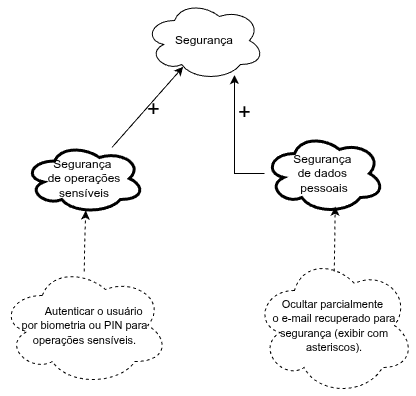 Segurança
+
+
Segurança
de operações
sensíveis
Segurança
de dados
pessoais
Autenticar o usuário
por biometria ou PIN para
operações sensíveis.
Ocultar parcialmente
o e-mail recuperado para
segurança (exibir com
asteriscos).